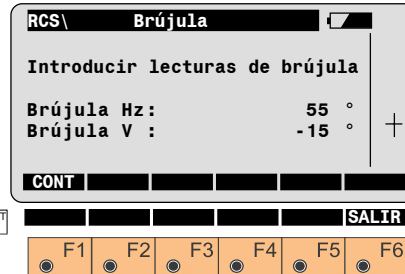 RCS\ Brújula
Introducir lecturas de brújula
Brújula Hz: 55 °
Brújula V : -15 °
CONT
SALIR
F1 F2 F3 F4 F5 F6